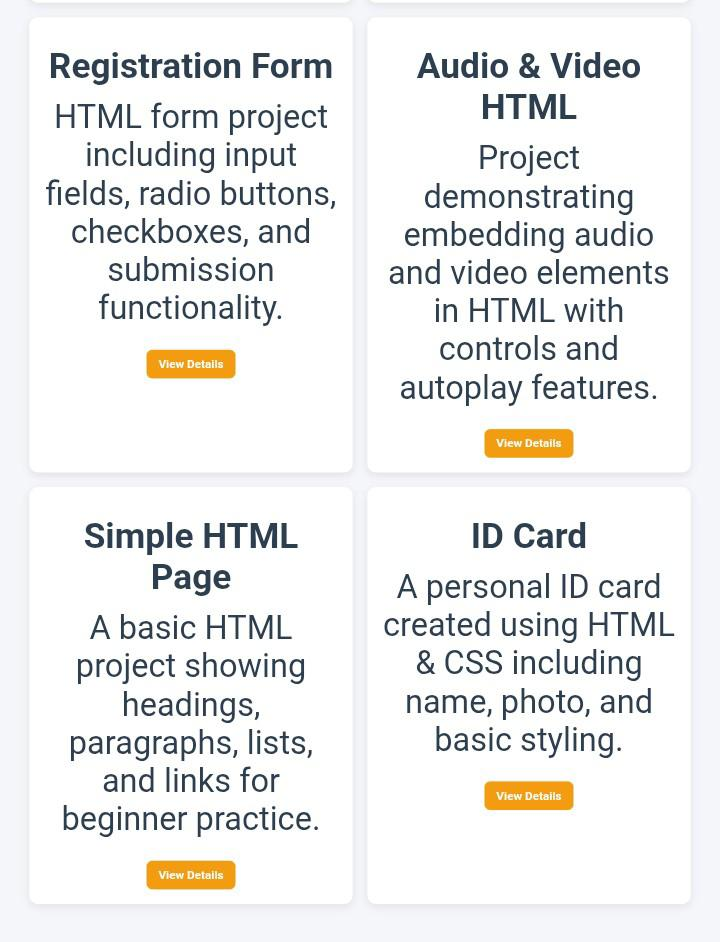 Registration Form
HTML form project
including input
fields, radio buttons,
checkboxes, and
submission
functionality.
View Details
Audio & Video
HTML
Project
demonstrating
embedding audio
and video elements
in HTML with
controls and
autoplay features.
View Details
Simple HTML
Page
A basic HTML
project showing
headings,
paragraphs, lists,
and links for
beginner practice.
View Details
ID Card
A personal ID card
created using HTML
& CSS including
name, photo, and
basic styling.
View Details